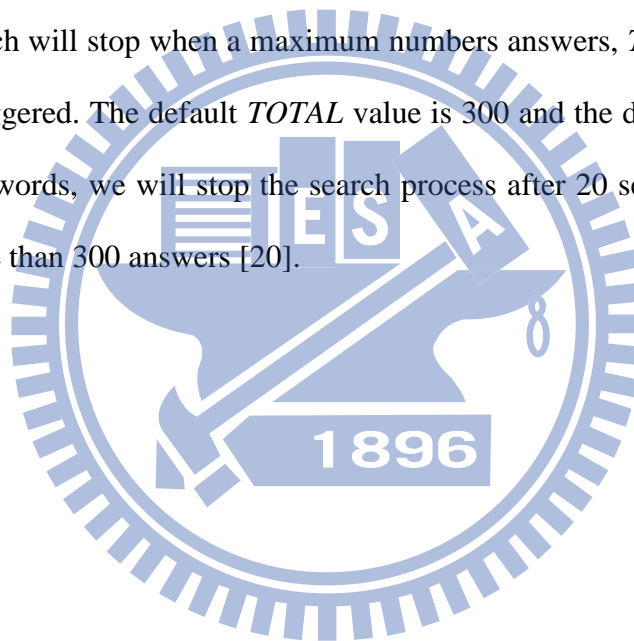 ch will stop when a maximum numbers answers, T
ggered. The default TOTAL value is 300 and the d
words, we will stop the search process after 20 se
e than 300 answers [20].
E S A
1896